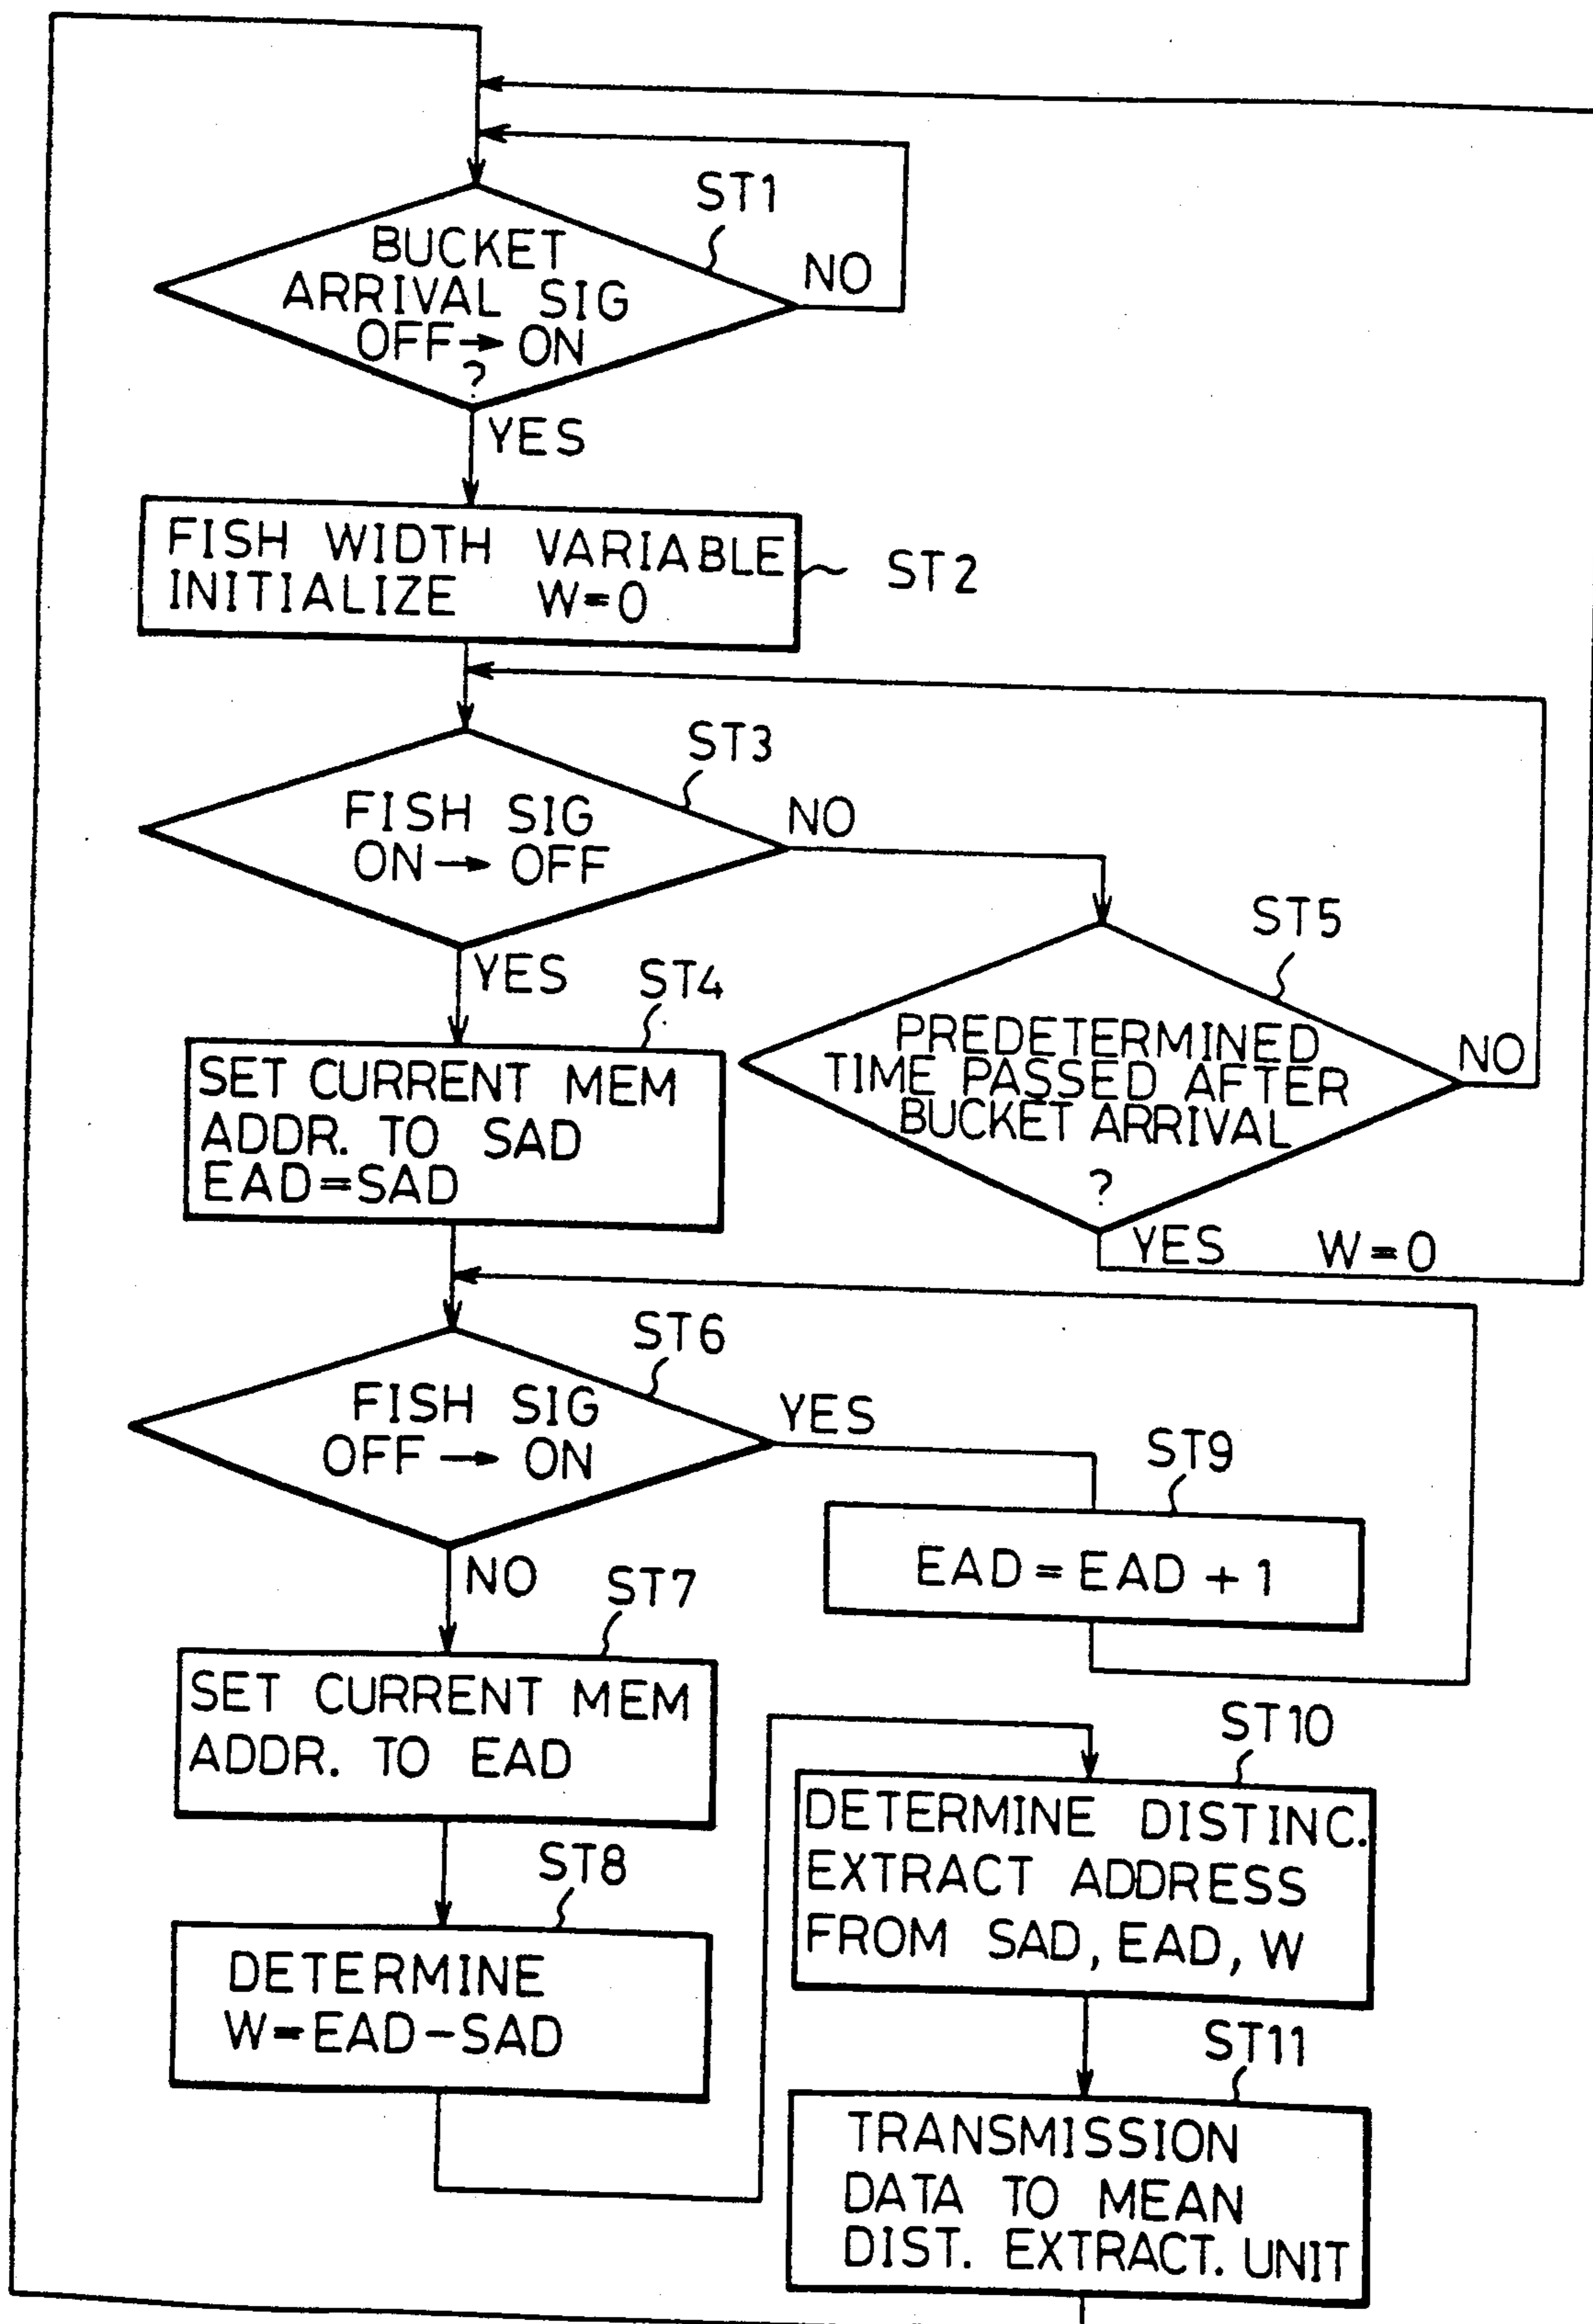 ST1
BUCKET
ARRIVAL SIG
OFF→ON
?
NO
YES
FISH WIDTH VARIABLE
INITIALIZE W=0
ST2
ST3
FISH SIG
ON→OFF
NO
YES
ST4
SET CURRENT MEM
ADDR. TO SAD
EAD=SAD
ST5
PREDETERMINED
TIME PASSED AFTER
BUCKET ARRIVAL
?
NO
YES W=0
ST6
FISH SIG
OFF→ON
YES
NO
ST9
EAD=EAD+1
ST7
SET CURRENT MEM
ADDR. TO EAD
ST8
DETERMINE
W=EAD-SAD
ST10
DETERMINE DISTINC.
EXTRACT ADDRESS
FROM SAD, EAD, W
ST11
TRANSMISSION
DATA TO MEAN
DIST. EXTRACT. UNIT